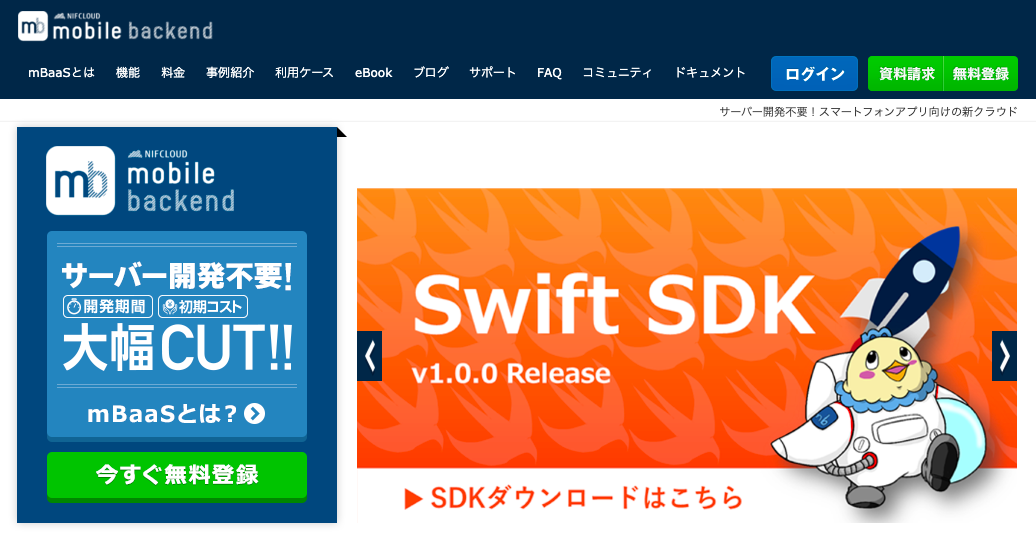 NIFCLOUD
mb mobile backend
mBaaSとは 機能 料金 事例紹介 利用ケース eBook ブログ サポート FAQ コミュニティ ドキュメント ログイン 資料請求 無料登録
サーバー開発不要！スマートフォンアプリ向けの新クラウド
NIFCLOUD
mb mobile
backend
サーバー開発不要!
開発期間 初期コスト
大幅CUT!!
mBaaSとは？
今すぐ無料登録
Swift SDK
v1.0.0 Release
▶SDKダウンロードはこちら